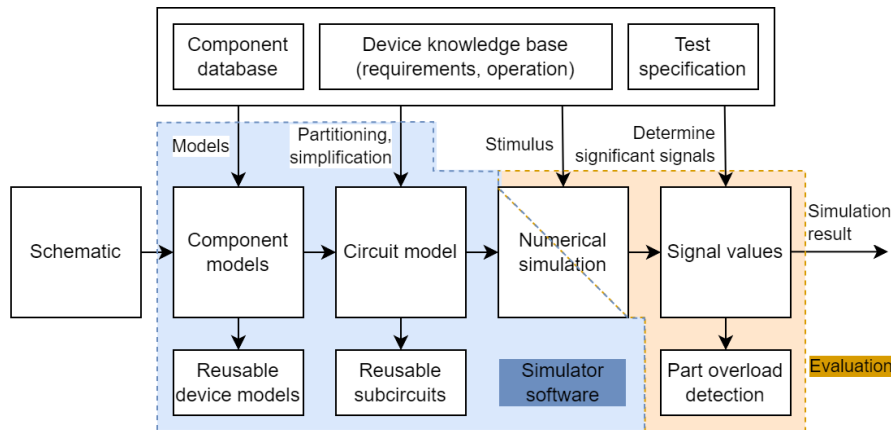 Component
database
Device knowledge base
(requirements, operation)
Test
specification
Models
Partitioning,
simplification
Stimulus
Determine
significant signals
Schematic
Component
models
Circuit model
Numerical
simulation
Signal values
Simulation
result
Reusable
device models
Reusable
subcircuits
Simulator
software
Part overload
detection
Evaluation